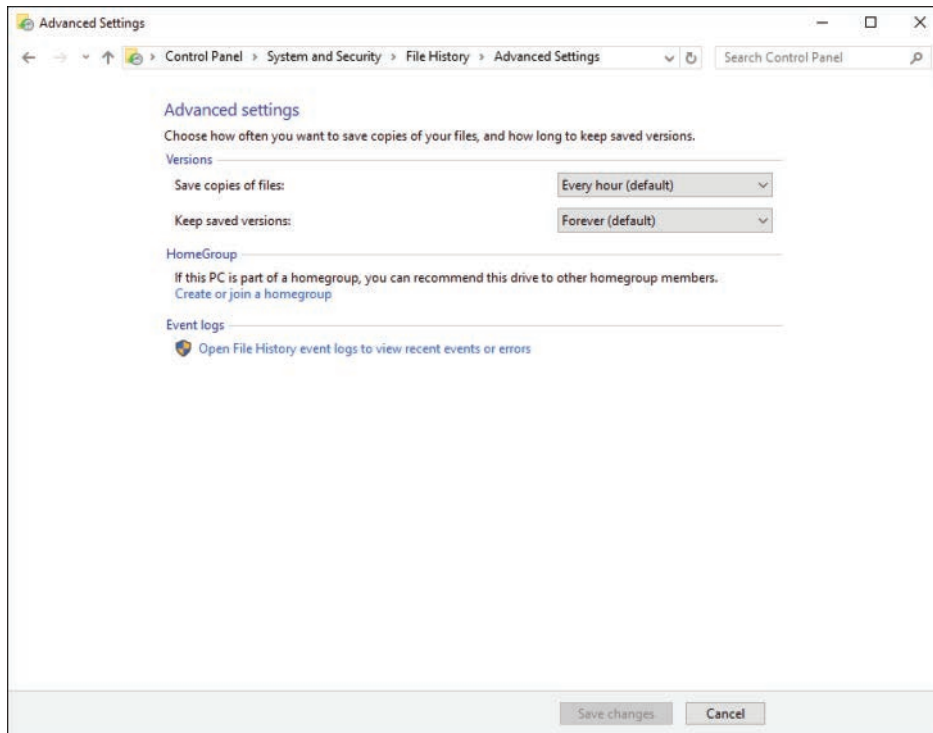 Advanced Settings
Control Panel > System and Security > File History > Advanced Settings
Search Control Panel
Advanced settings
Choose how often you want to save copies of your files, and how long to keep saved versions.
Versions
Save copies of files: Every hour (default)
Keep saved versions: Forever (default)
HomeGroup
If this PC is part of a homegroup, you can recommend this drive to other homegroup members.
Create or join a homegroup
Event logs
Open File History event logs to view recent events or errors
Save changes Cancel